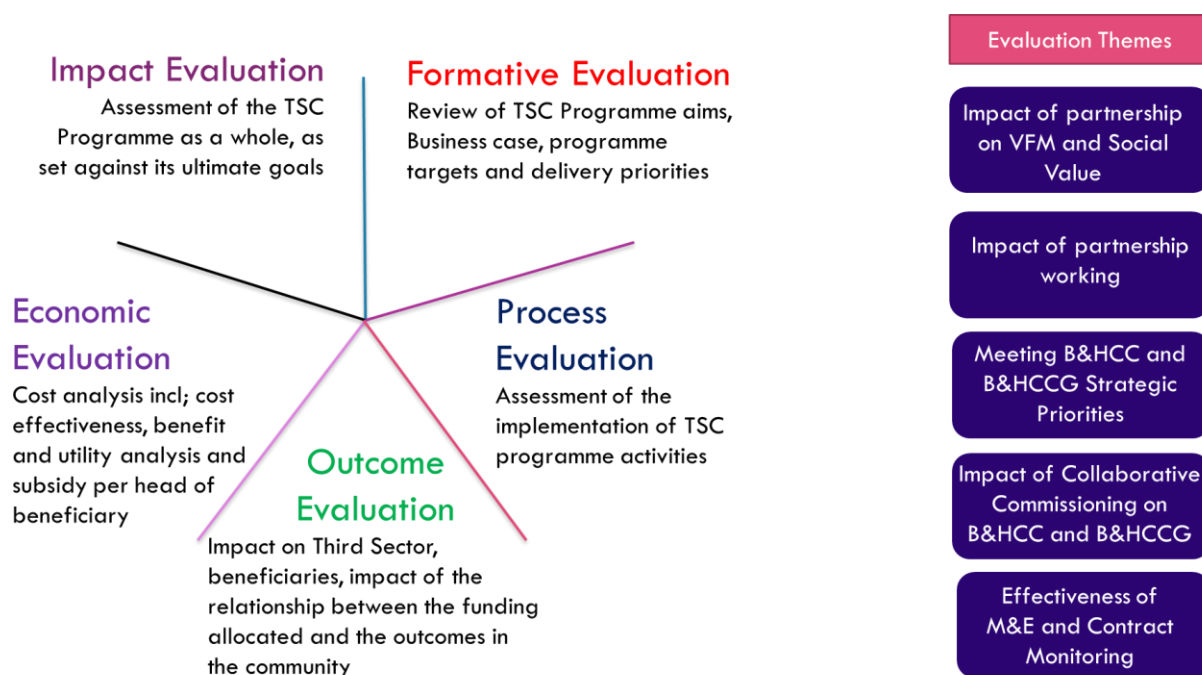 Impact Evaluation
Assessment of the TSC
Programme as a whole, as
set against its ultimate goals
Formative Evaluation
Review of TSC Programme aims,
Business case, programme
targets and delivery priorities
Economic
Evaluation
Cost analysis incl; cost
effectiveness, benefit
and utility analysis and
subsidy per head of
beneficiary
Process
Evaluation
Assessment of the
implementation of TSC
programme activities
Outcome
Evaluation
Impact on Third Sector,
beneficiaries, impact of the
relationship between the funding
allocated and the outcomes in
the community
Evaluation Themes
Impact of partnership
on VFM and Social
Value
Impact of partnership
working
Meeting B&HCC and
B&HCCG Strategic
Priorities
Impact of Collaborative
Commissioning on
B&HCC and B&HCCG
Effectiveness of
M&E and Contract
Monitoring